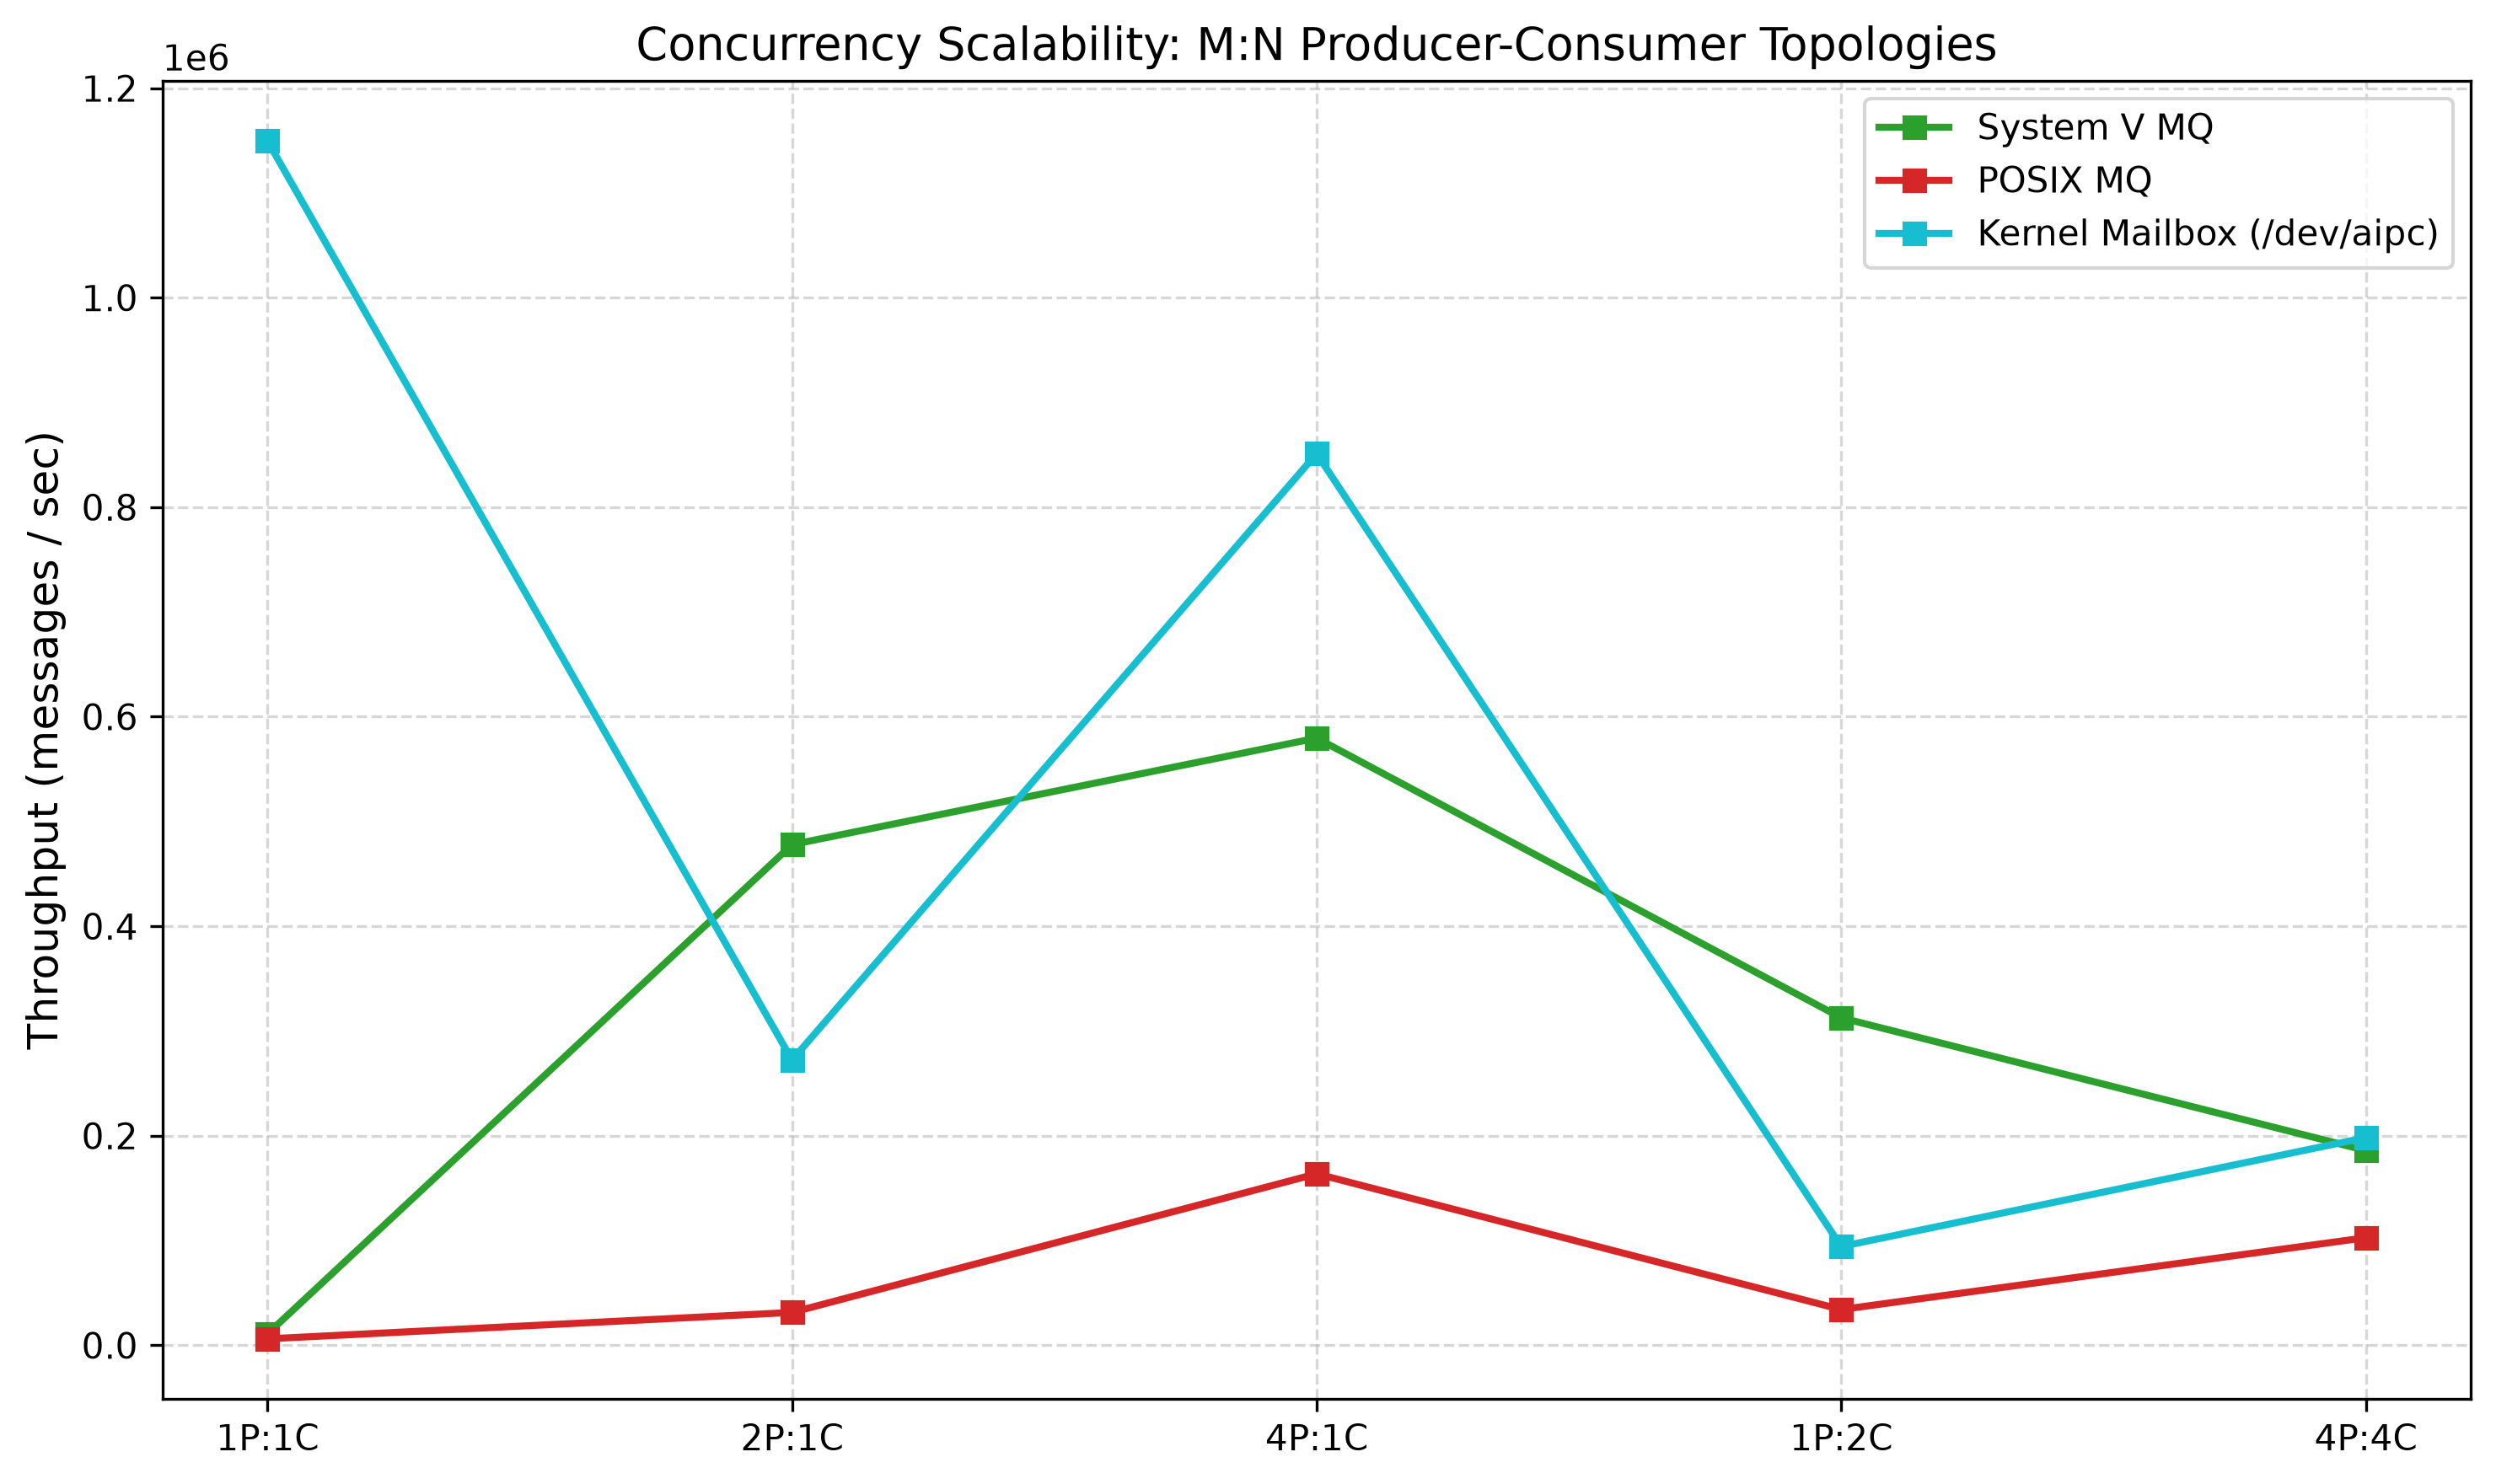 Concurrency Scalability: M:N Producer-Consumer Topologies
1e6
1.2
1.0
0.8
0.6
0.4
0.2
0.0
Throughput (messages / sec)
System V MQ
POSIX MQ
Kernel Mailbox (/dev/aipc)
1P:1C
2P:1C
4P:1C
1P:2C
4P:4C